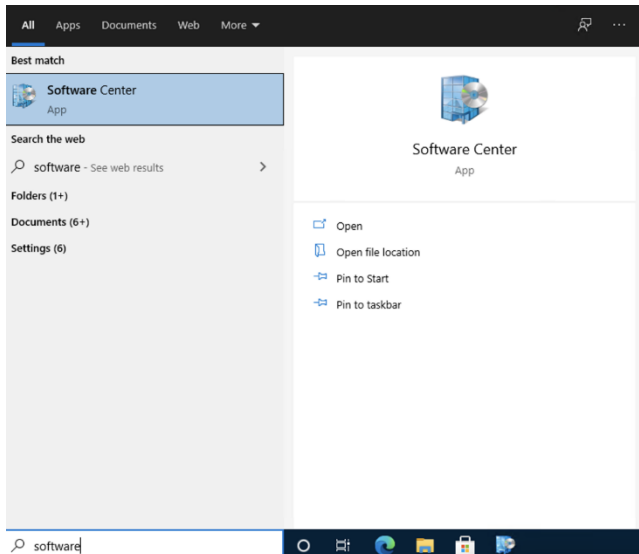 All Apps Documents Web More
Best match
Software Center
App
Search the web
software - See web results
Folders (1+)
Documents (6+)
Settings (6)
Software Center
App
Open
Open file location
Pin to Start
Pin to taskbar
software